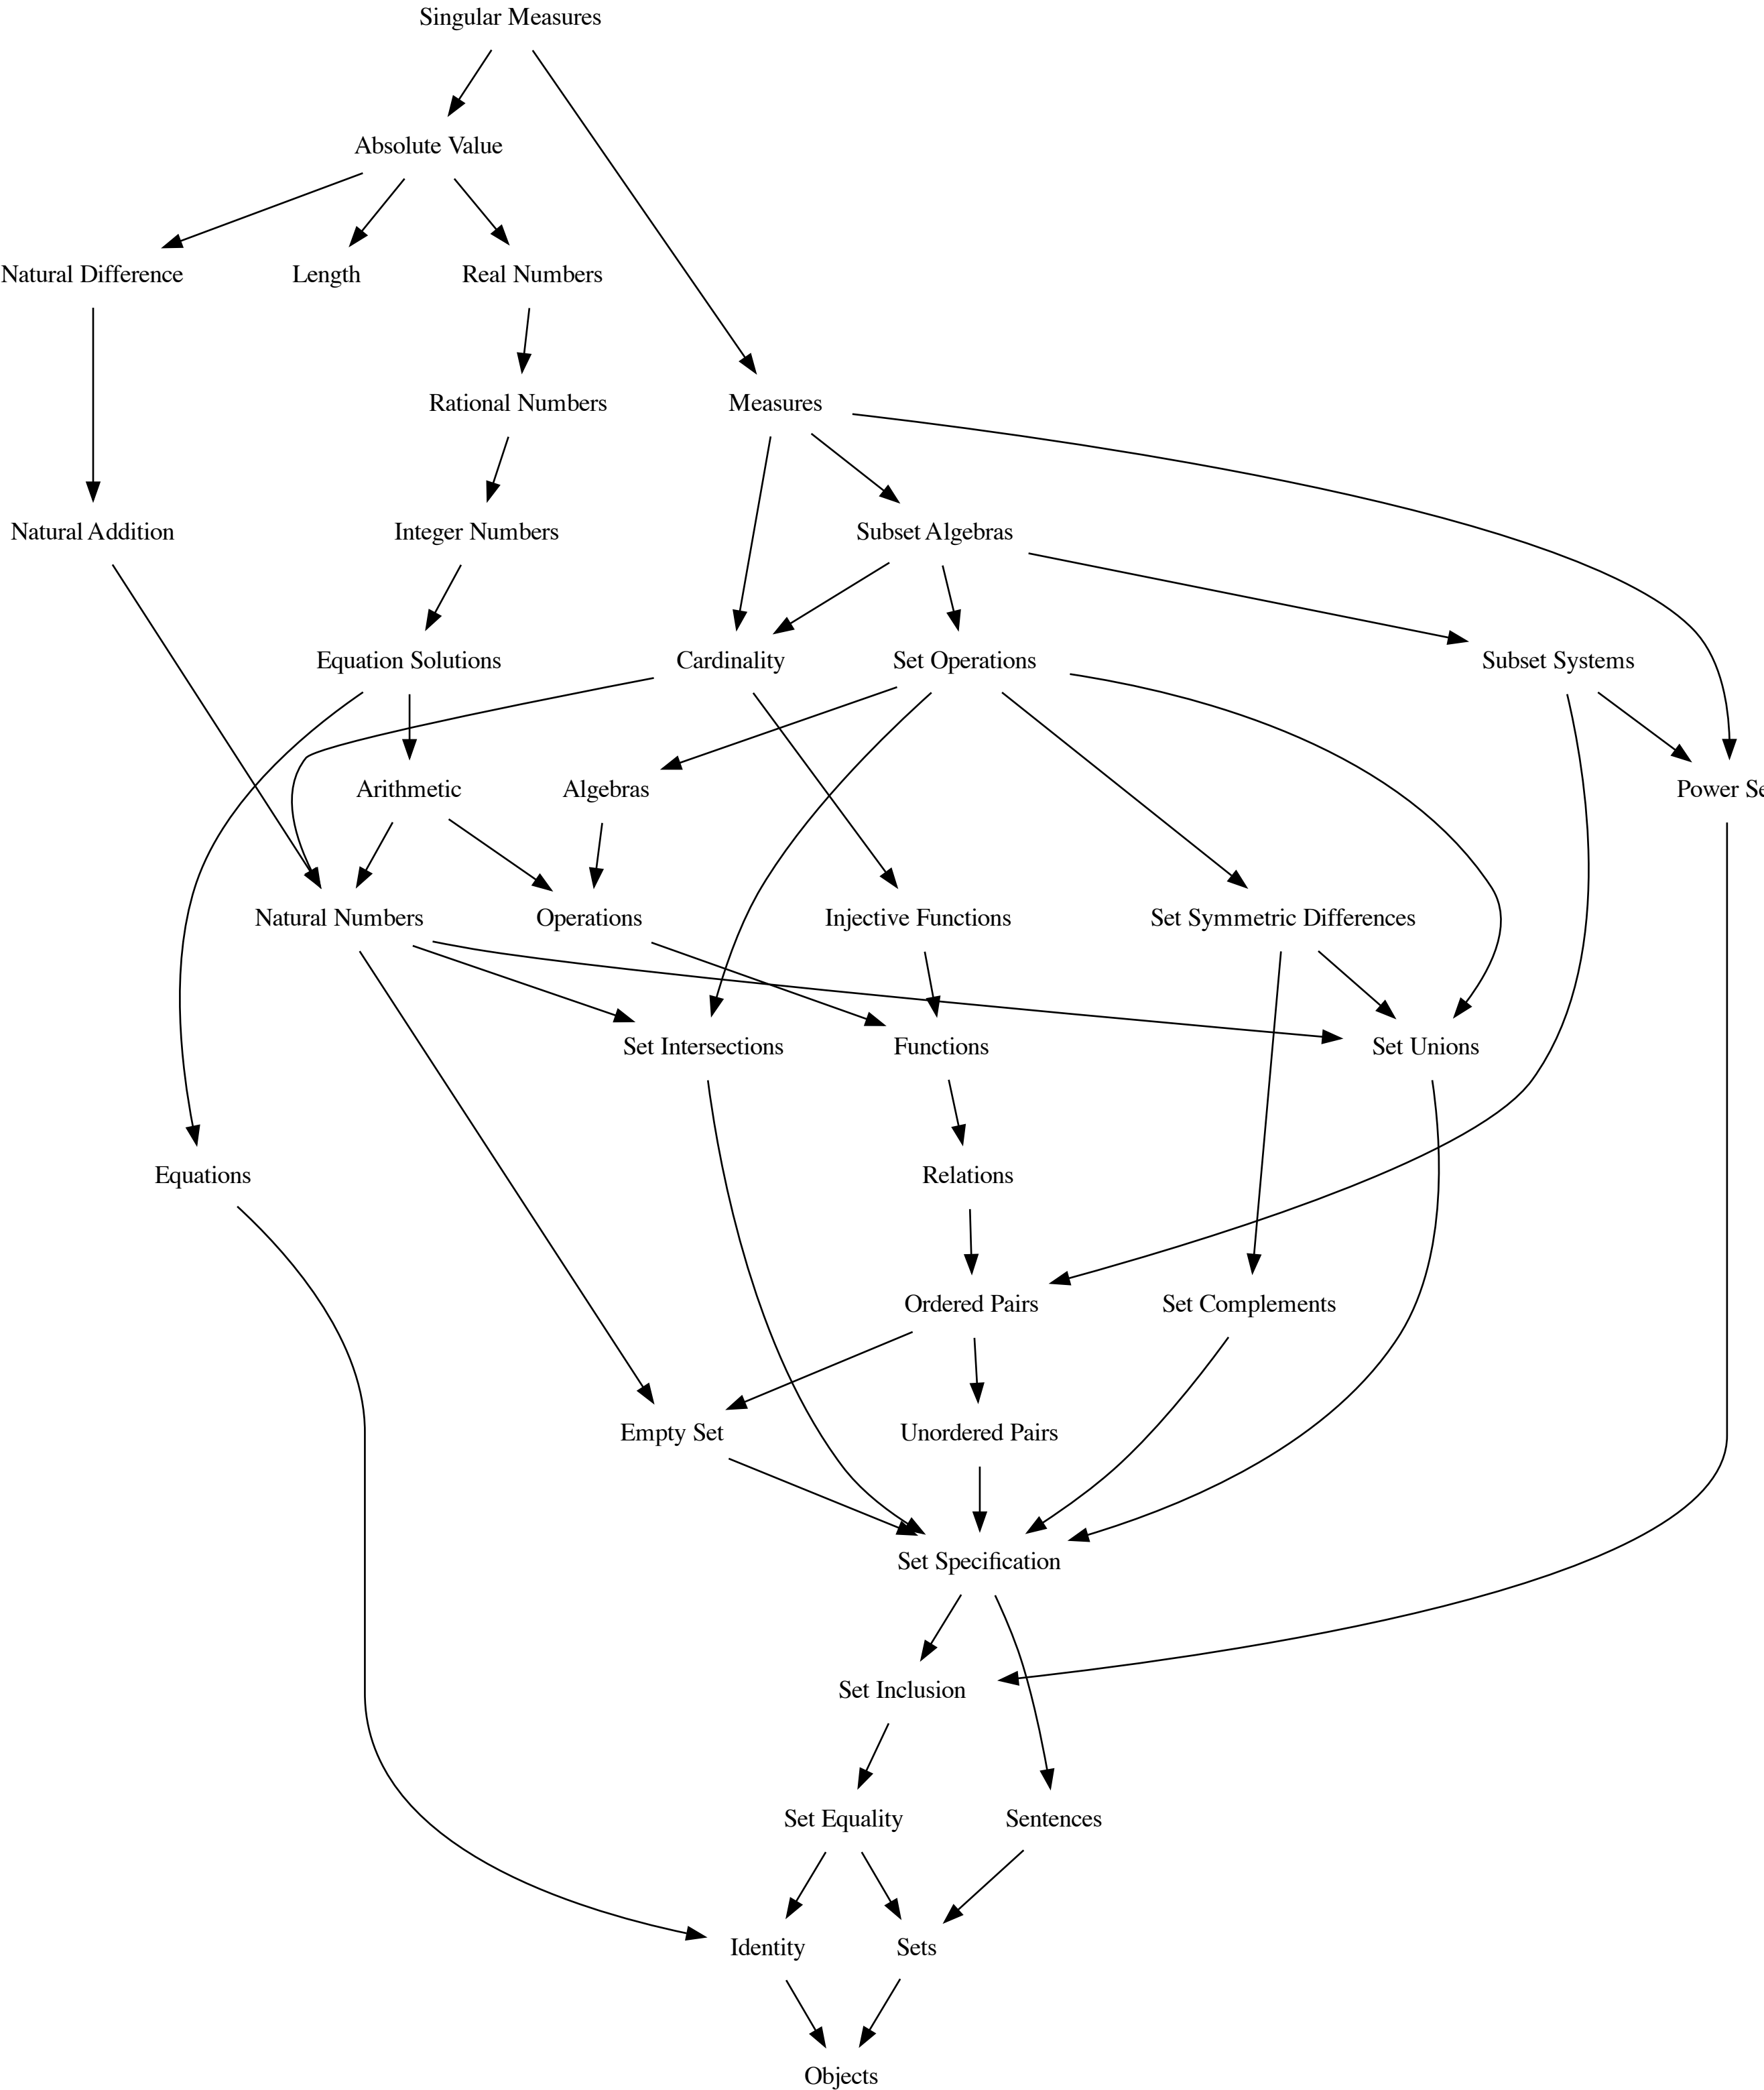 Singular Measures
Absolute Value
Natural Difference
Length
Real Numbers
Rational Numbers
Measures
Natural Addition
Integer Numbers
Subset Algebras
Equation Solutions
Cardinality
Set Operations
Subset Systems
Arithmetic
Algebras
Power Se
Natural Numbers
Operations
Injective Functions
Set Symmetric Differences
Set Intersections
Functions
Set Unions
Equations
Relations
Ordered Pairs
Set Complements
Empty Set
Unordered Pairs
Set Specification
Set Inclusion
Set Equality
Sentences
Identity
Sets
Objects